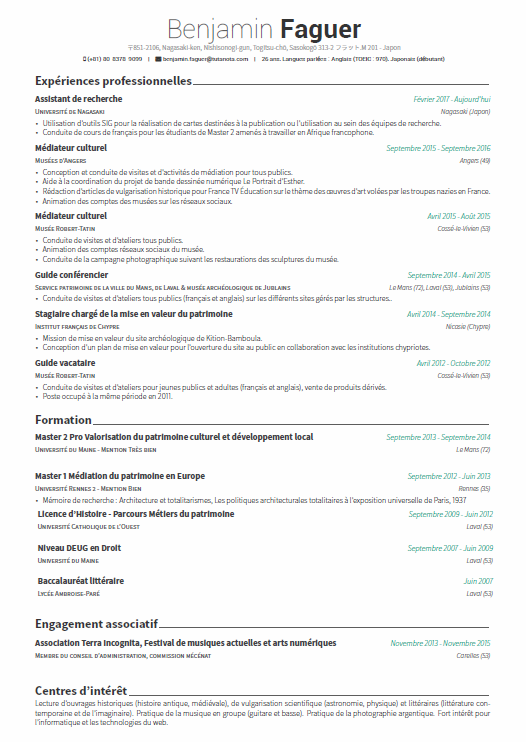 Benjamin Faguer
〒851-2106, Nagasaki-ken, Nishisonogi-gun, Togitsu-chō, Sasokogō 313-2 フラット.M 201 - Japon
(+81) 80 8378 9099 | benjamin.faguer@tutanota.com | 26 ans. Langues parlées : Anglais (TOEIC : 970), Japonais (débutant)
Expériences professionnelles
Assistant de recherche Février 2017 - Aujourd'hui
Université de Nagasaki Nagasaki (Japon)
• Utilisation d'outils SIG pour la réalisation de cartes destinées à la publication ou l'utilisation au sein des équipes de recherche.
• Conduite de cours de français pour les étudiants de Master 2 amenés à travailler en Afrique francophone.
Médiateur culturel Septembre 2015 - Septembre 2016
Musées d'Angers Angers (49)
• Conception et conduite de visites et d'activités de médiation pour tous publics.
• Aide à la coordination du projet de bande dessinée numérique Le Portrait d'Esther.
• Rédaction d'articles de vulgarisation historique pour France TV Éducation sur le thème des œuvres d'art volées par les troupes nazies en France.
• Animation des comptes des musées sur les réseaux sociaux.
Médiateur culturel Avril 2015 - Août 2015
Musée Robert-Tatin Cossé-le-Vivien (53)
• Conduite de visites et d'ateliers tous publics.
• Animation des comptes réseaux sociaux du musée.
• Conduite de la campagne photographique suivant les restaurations des sculptures du musée.
Guide conférencier Septembre 2014 - Avril 2015
Service patrimoine de la ville du Mans, de Laval & musée archéologique de Jublains Le Mans (72), Laval (53), Jublains (53)
• Conduite de visites et d'ateliers tous publics (français et anglais) sur les différents sites gérés par les structures..
Stagiaire chargé de la mise en valeur du patrimoine Avril 2014 - Septembre 2014
Institut français de Chypre Nicosie (Chypre)
• Mission de mise en valeur du site archéologique de Kition-Bamboula.
• Conception d'un plan de mise en valeur pour l'ouverture du site au public en collaboration avec les institutions chypriotes.
Guide vacataire Avril 2012 - Octobre 2012
Musée Robert-Tatin Cossé-le-Vivien (53)
• Conduite de visites et d'ateliers pour jeunes publics et adultes (français et anglais), vente de produits dérivés.
• Poste occupé à la même période en 2011.
Formation
Master 2 Pro Valorisation du patrimoine culturel et développement local Septembre 2013 - Septembre 2014
Université du Maine - Mention Très bien Le Mans (72)
Master 1 Médiation du patrimoine en Europe Septembre 2012 - Juin 2013
Université Rennes 2 - Mention Bien Rennes (35)
• Mémoire de recherche : Architecture et totalitarismes, Les politiques architecturales totalitaires à l'exposition universelle de Paris, 1937
Licence d'Histoire - Parcours Métiers du patrimoine Septembre 2009 - Juin 2012
Université Catholique de l'Ouest Laval (53)
Niveau DEUG en Droit Septembre 2007 - Juin 2009
Université du Maine Laval (53)
Baccalauréat littéraire Juin 2007
Lycée Ambroise-Paré Laval (53)
Engagement associatif
Association Terra Incognita, Festival de musiques actuelles et arts numériques Novembre 2013 - Novembre 2015
Membre du conseil d'administration, commission mécénat Carelles (53)
Centres d'intérêt
Lecture d'ouvrages historiques (histoire antique, médiévale), de vulgarisation scientifique (astronomie, physique) et littéraires (littérature con-
temporaine et de l'imaginaire). Pratique de la musique en groupe (guitare et basse). Pratique de la photographie argentique. Fort intérêt pour
l'informatique et les technologies du web.